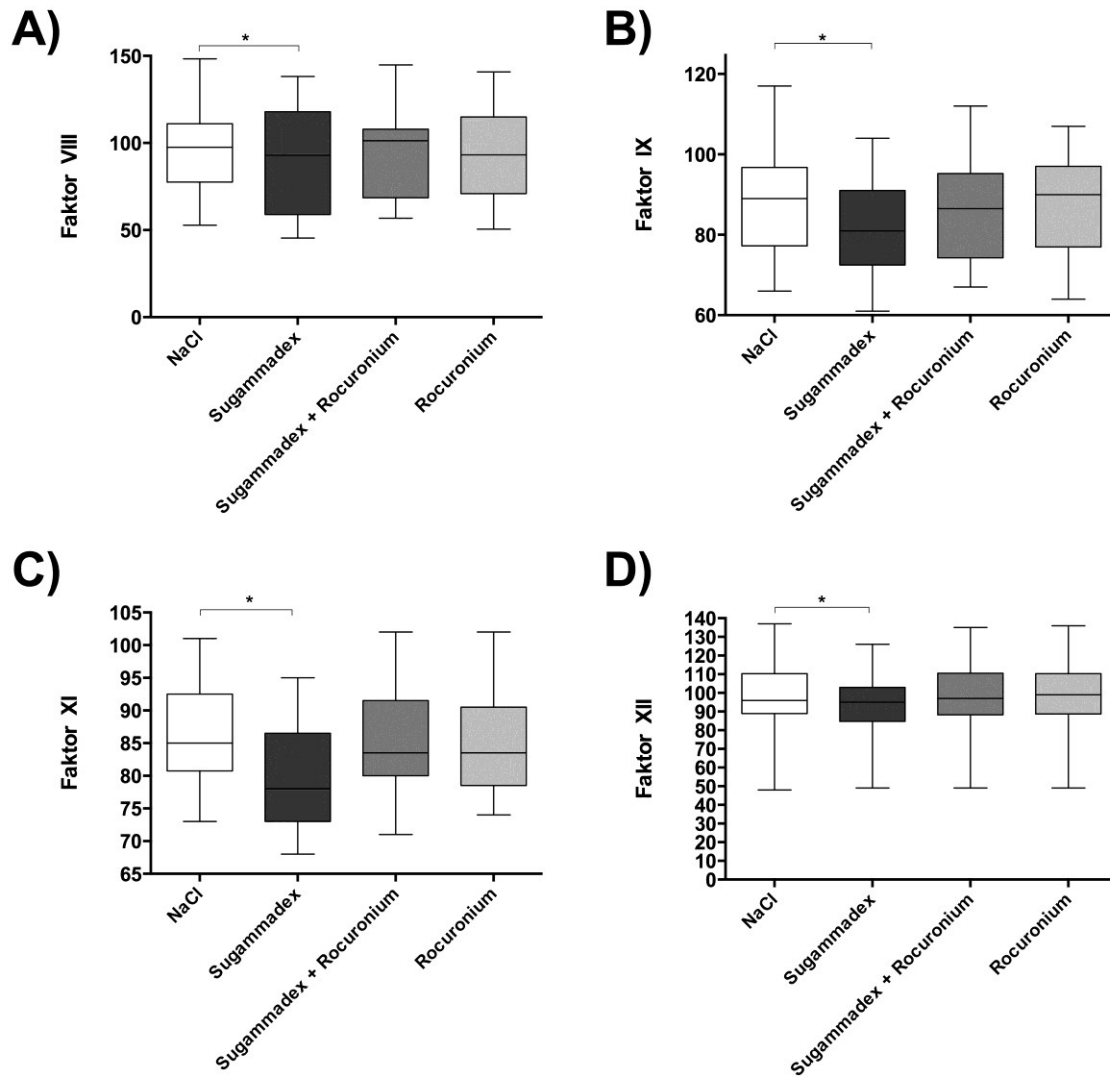 A)
*
150
100
50
0
Faktor VIII
NaCl
Sugammadex
Sugammadex + Rocuronium
Rocuronium
B)
*
120
100
80
60
Faktor IX
NaCl
Sugammadex
Sugammadex + Rocuronium
Rocuronium
C)
*
105
100
95
90
85
80
75
70
65
Faktor XI
NaCl
Sugammadex
Sugammadex + Rocuronium
Rocuronium
D)
*
140
130
120
110
100
90
80
70
60
50
40
30
20
10
0
Faktor XII
NaCl
Sugammadex
Sugammadex + Rocuronium
Rocuronium